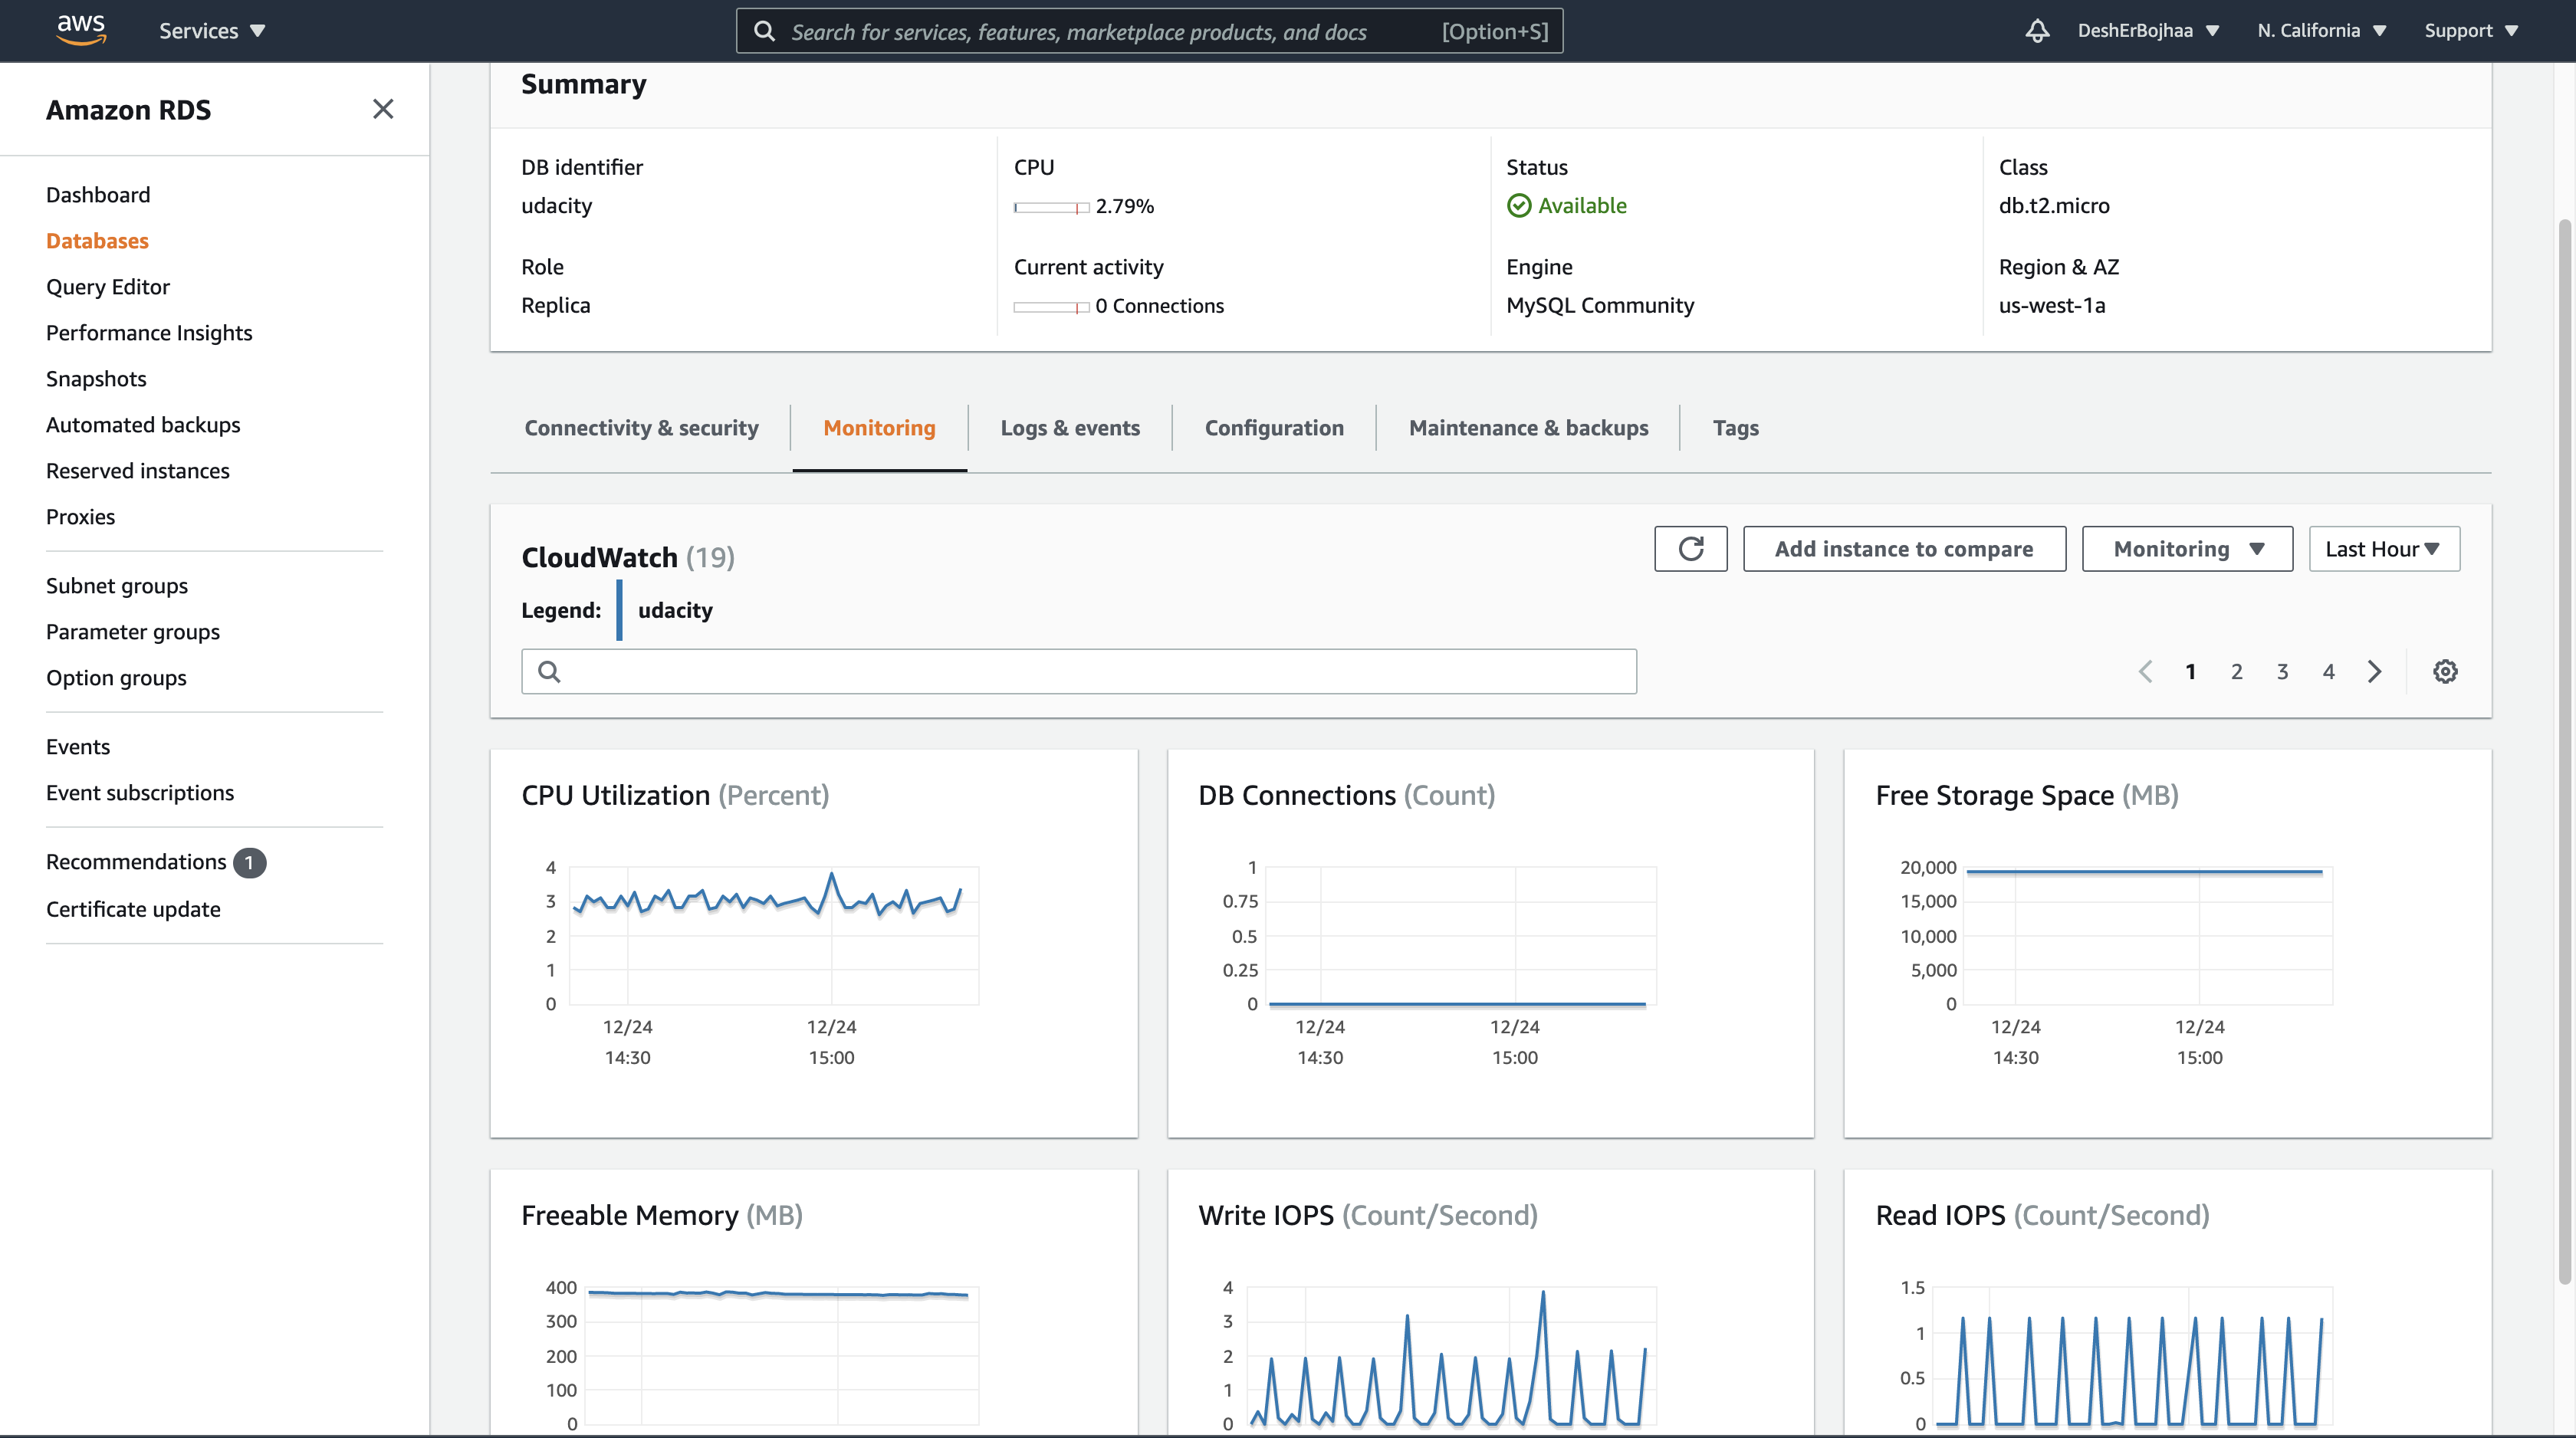 aws
Services
Search for services, features, marketplace products, and docs [Option+S]
DeshErBojhaa
N. California
Support
Amazon RDS
Dashboard
Databases
Query Editor
Performance Insights
Snapshots
Automated backups
Reserved instances
Proxies
Subnet groups
Parameter groups
Option groups
Events
Event subscriptions
Recommendations 1
Certificate update
Summary
DB identifier
udacity
CPU
2.79%
Status
Available
Class
db.t2.micro
Role
Replica
Current activity
0 Connections
Engine
MySQL Community
Region & AZ
us-west-1a
Connectivity & security
Monitoring
Logs & events
Configuration
Maintenance & backups
Tags
CloudWatch (19)
Add instance to compare
Monitoring
Last Hour
Legend: udacity
1 2 3 4
CPU Utilization (Percent)
4
3
2
1
0
12/24 12/24
14:30 15:00
DB Connections (Count)
1
0.75
0.5
0.25
0
12/24 12/24
14:30 15:00
Free Storage Space (MB)
20,000
15,000
10,000
5,000
0
12/24 12/24
14:30 15:00
Freeable Memory (MB)
400
300
200
100
0
Write IOPS (Count/Second)
4
3
2
1
0
Read IOPS (Count/Second)
1.5
1
0.5
0